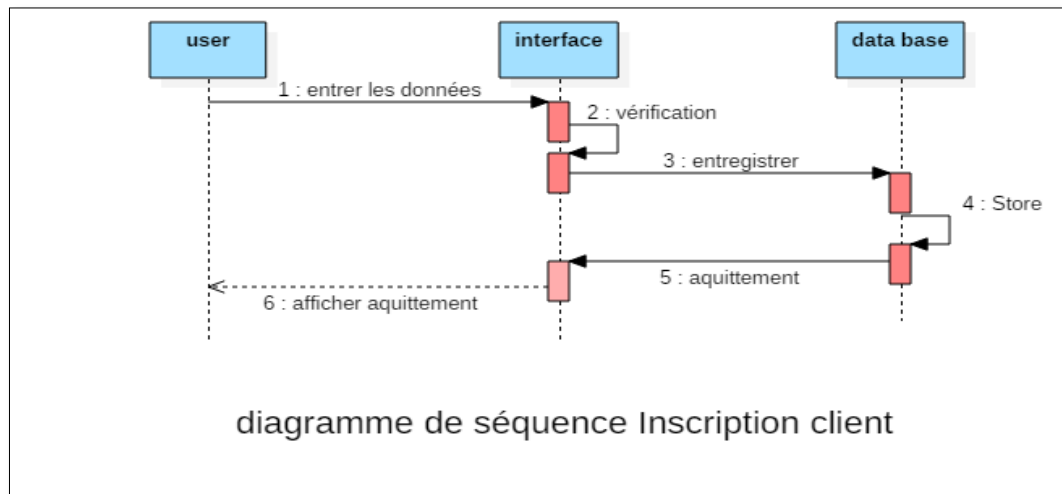 user
interface
data base
1 : entrer les données
2 : vérification
3 : entregistrer
4 : Store
5 : aquittement
6 : afficher aquittement
diagramme de séquence Inscription client